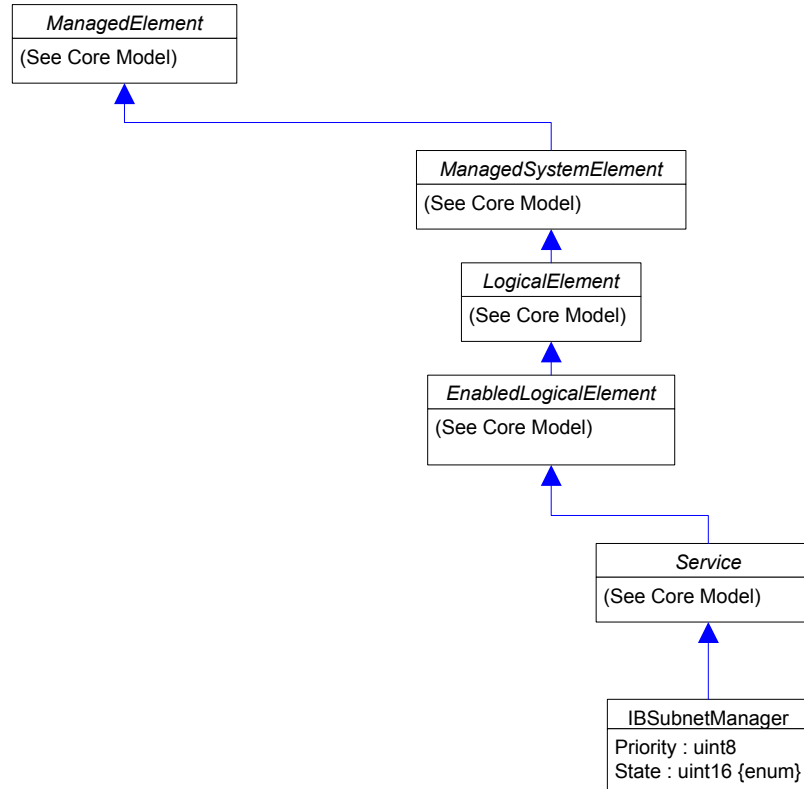 ManagedElement
(See Core Model)
ManagedSystemElement
(See Core Model)
LogicalElement
(See Core Model)
EnabledLogicalElement
(See Core Model)
Service
(See Core Model)
IBSubnetManager
Priority : uint8
State : uint16 {enum}